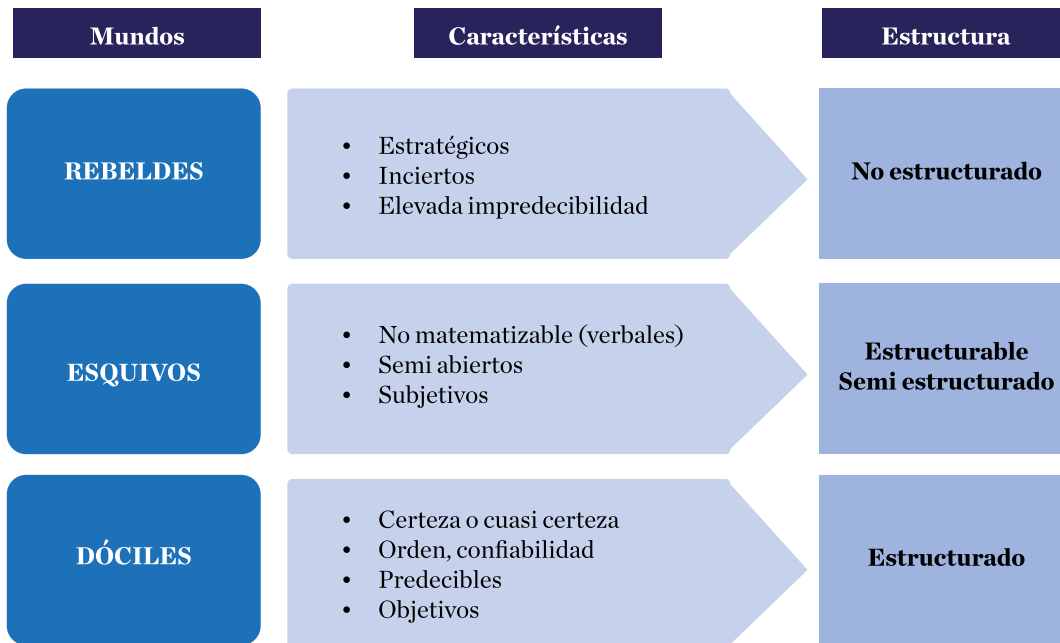 Mundos
Características
Estructura
REBELDES
• Estratégicos
• Inciertos
• Elevada impredecibilidad
No estructurado
ESQUIVOS
• No matematizable (verbales)
• Semi abiertos
• Subjetivos
Estructurable
Semi estructurado
DÓCILES
• Certeza o cuasi certeza
• Orden, confiabilidad
• Predecibles
• Objetivos
Estructurado